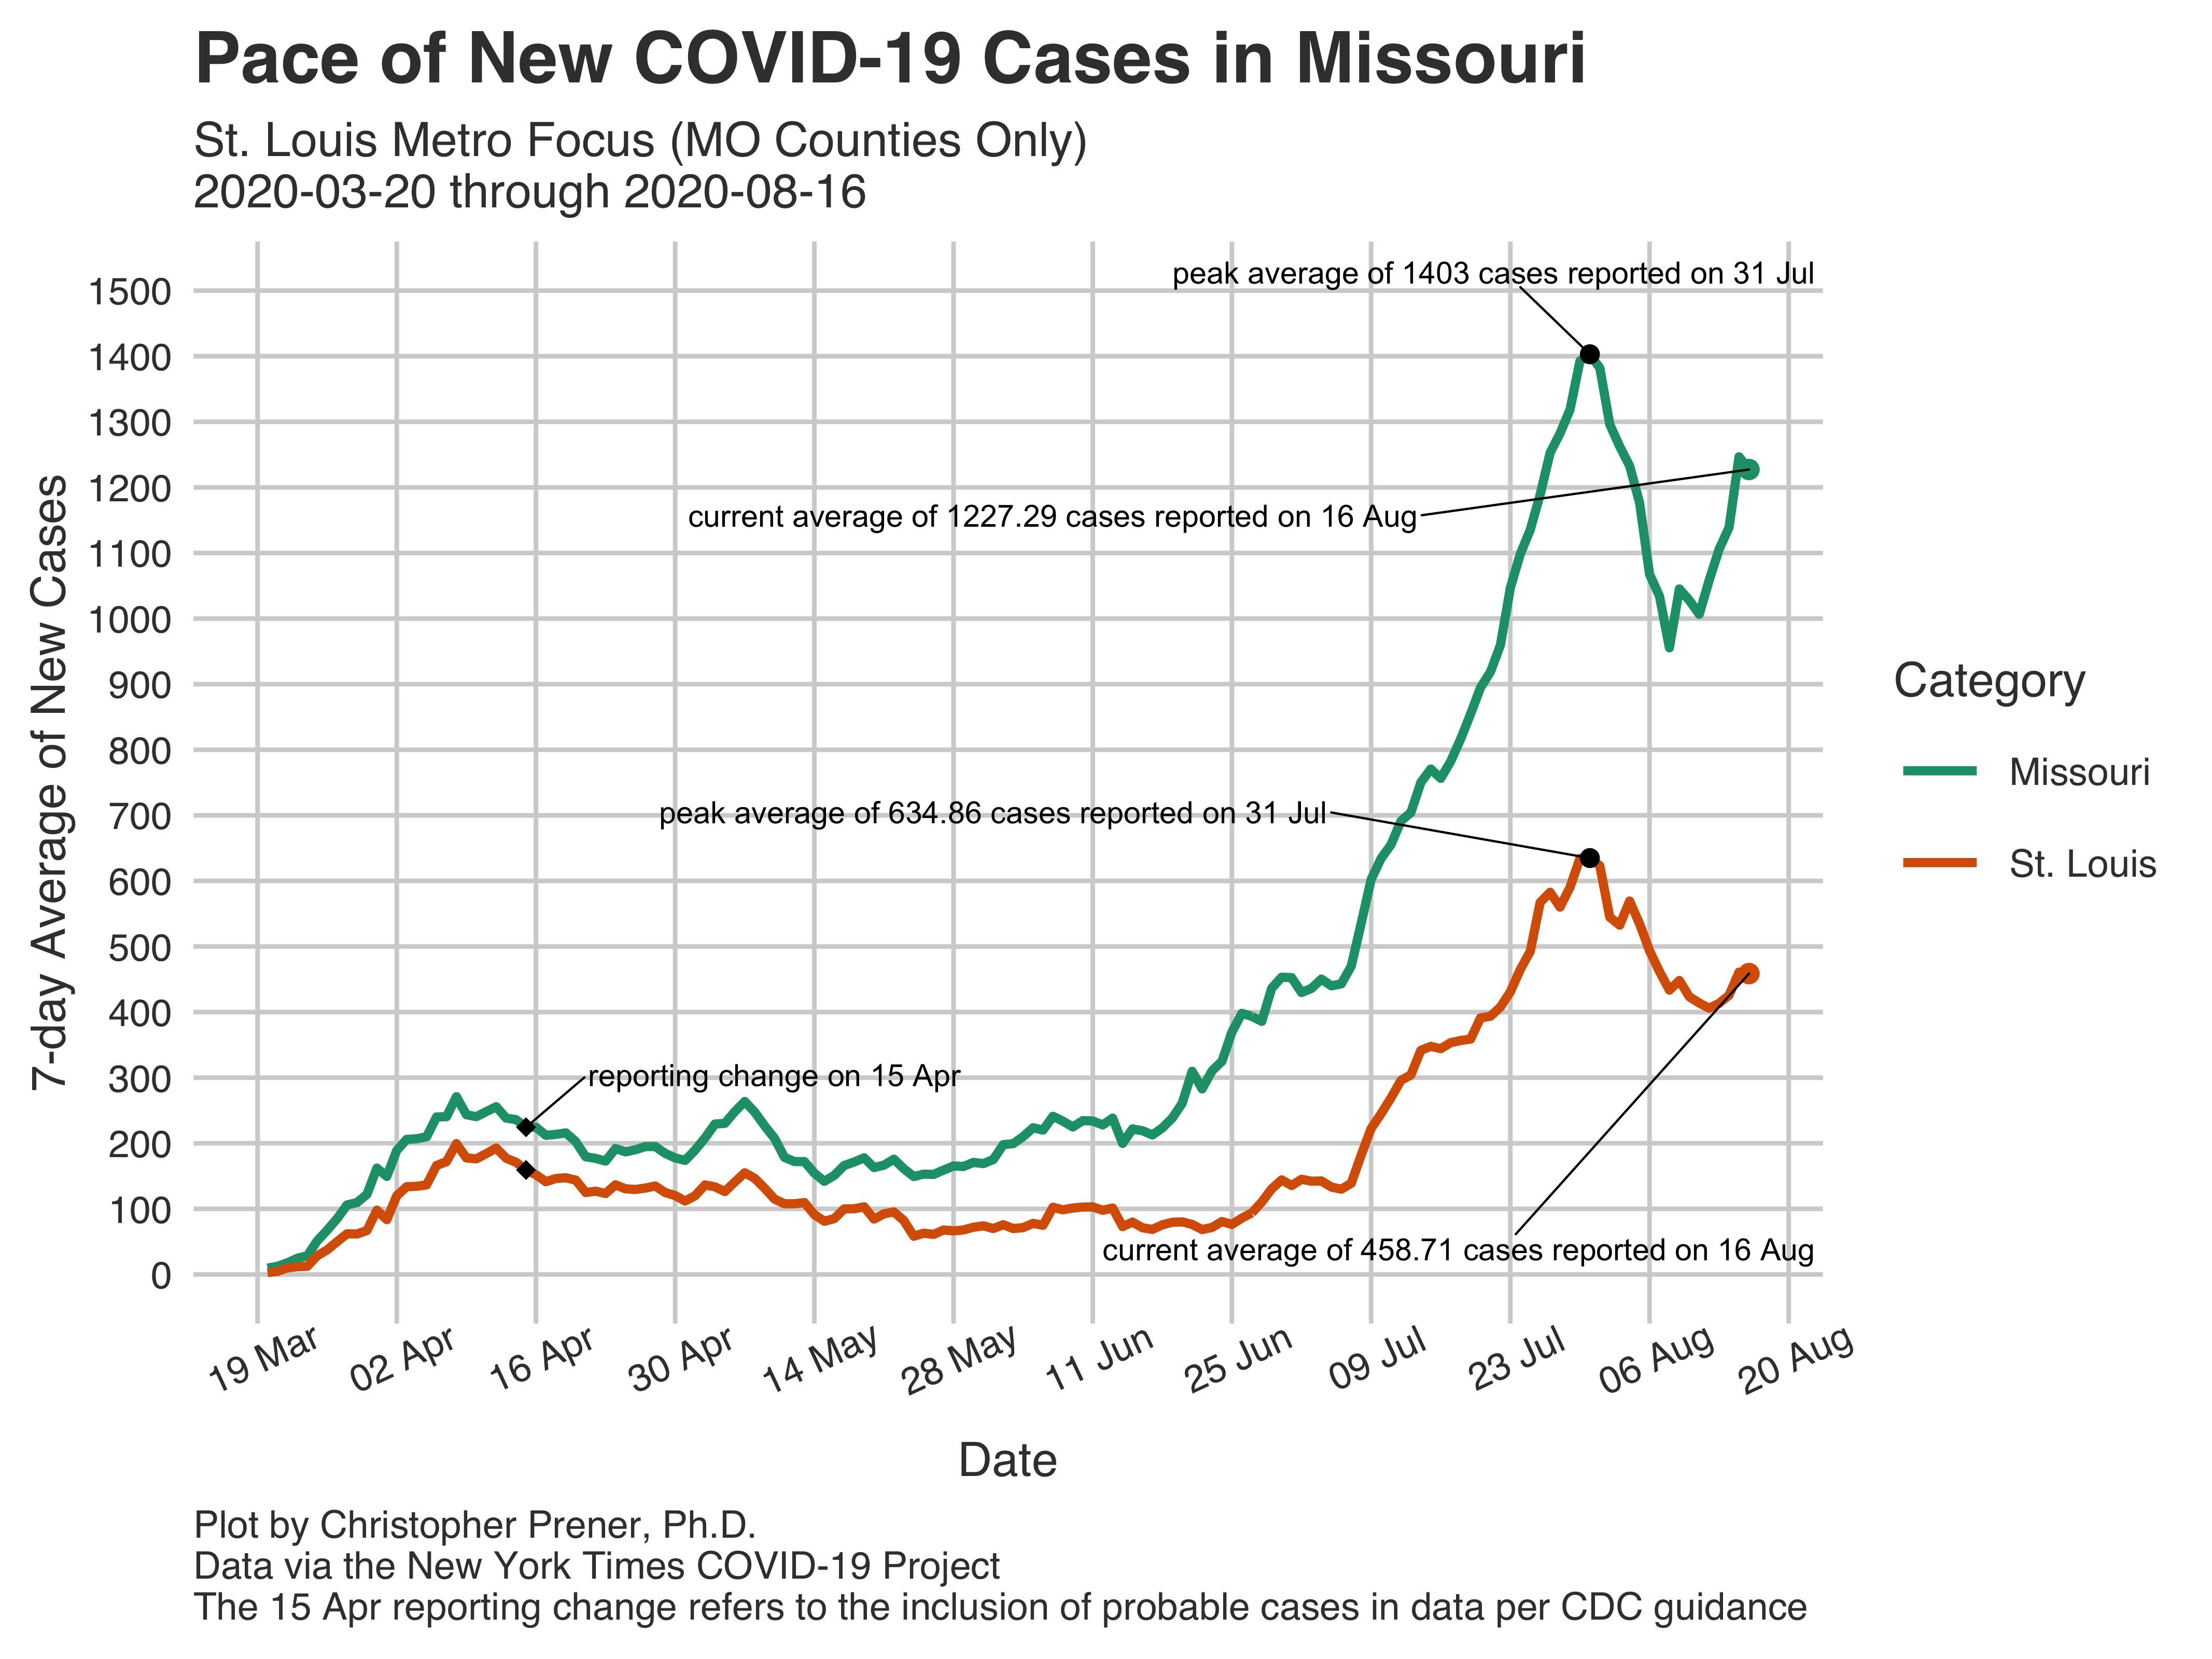 Pace of New COVID-19 Cases in Missouri
St. Louis Metro Focus (MO Counties Only)
2020-03-20 through 2020-08-16
7-day Average of New Cases
1500
1400
1300
1200
1100
1000
900
800
700
600
500
400
300
200
100
0
peak average of 1403 cases reported on 31 Jul
current average of 1227.29 cases reported on 16 Aug
peak average of 634.86 cases reported on 31 Jul
reporting change on 15 Apr
current average of 458.71 cases reported on 16 Aug
19 Mar
02 Apr
16 Apr
30 Apr
14 May
28 May
11 Jun
25 Jun
09 Jul
23 Jul
06 Aug
20 Aug
Date
Category
Missouri
St. Louis
Plot by Christopher Prener, Ph.D.
Data via the New York Times COVID-19 Project
The 15 Apr reporting change refers to the inclusion of probable cases in data per CDC guidance